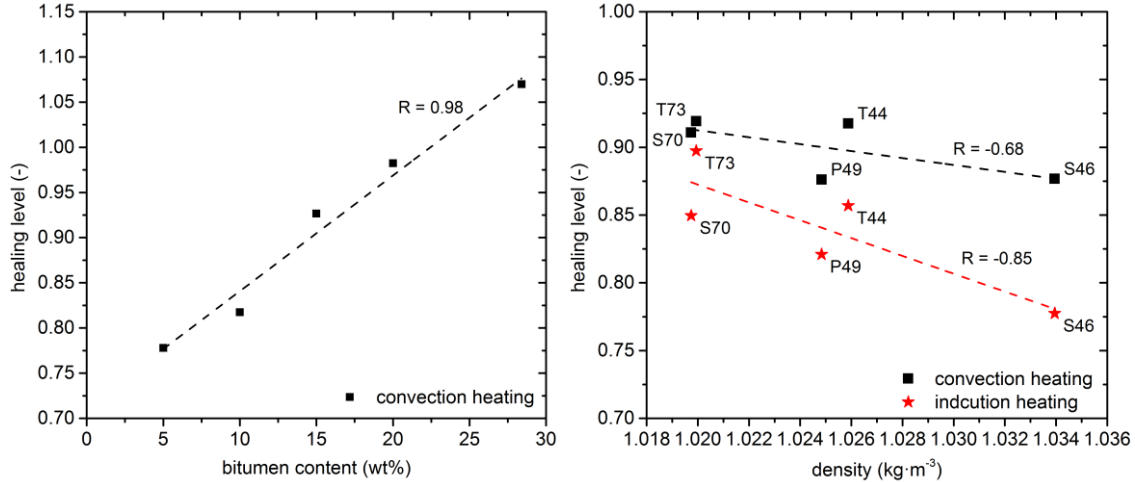 1.15
1.10
1.05
1.00
0.95
0.90
0.85
0.80
0.75
0.70
healing level (-)
R = 0.98
convection heating
0 5 10 15 20 25 30
bitumen content (wt%)
1.00
0.95
0.90
0.85
0.80
0.75
0.70
healing level (-)
T73
S70
T44
P49
S46
R = -0.68
T73
S70
T44
P49
R = -0.85
S46
convection heating
indcution heating
1.018 1.020 1.022 1.024 1.026 1.028 1.030 1.032 1.034 1.036
density (kg·m⁻³)